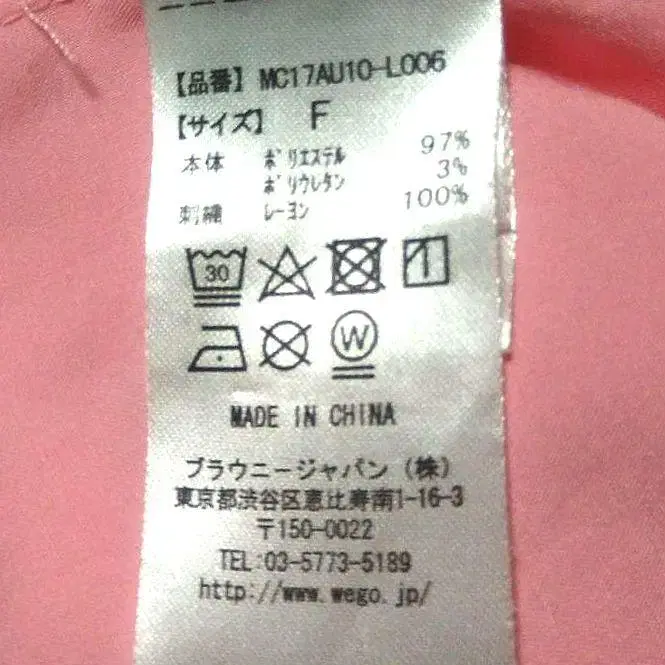 【品番】 MC17AU10-L006
【サイズ】 F
本体 ポリエステル 97%
ポリウレタン 3%
刺繍 レーヨン 100%
30
W
MADE IN CHINA
ブラウニージャパン (株)
東京都渋谷区恵比寿南1-16-3
〒150-0022
TEL:03-5773-5189
http://www.wego.jp/